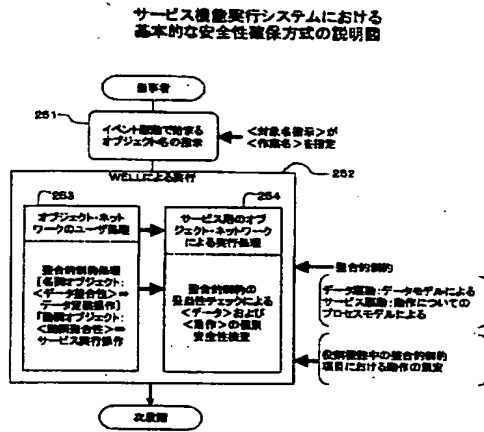 サービス機能実行システムにおける
基本的な安全性確保方式の説明図
当事者
251
イベント駆動で始まる
オブジェクト名の指示
<対象名指示>が
<作業名>を指定
252
WELLによる実行
253
オブジェクト・ネット
ワークのユーザ処理
整合的制約処理
[名詞オブジェクト:
<データ整合性>=
データ定義操作]
「動詞オブジェクト:
<動詞整合性>=
サービス実行操作
254
サービス用のオブ
ジェクト・ネットワーク
による実行処理
整合的制約の
妥当性チェックによる
<データ>および
<動作>の個別
安全性検査
整合的制約
データ駆動:データモデルによる
サービス駆動:動作についての
プロセスモデルによる
役割機能中の整合的制約
項目における動作の規定
次段階